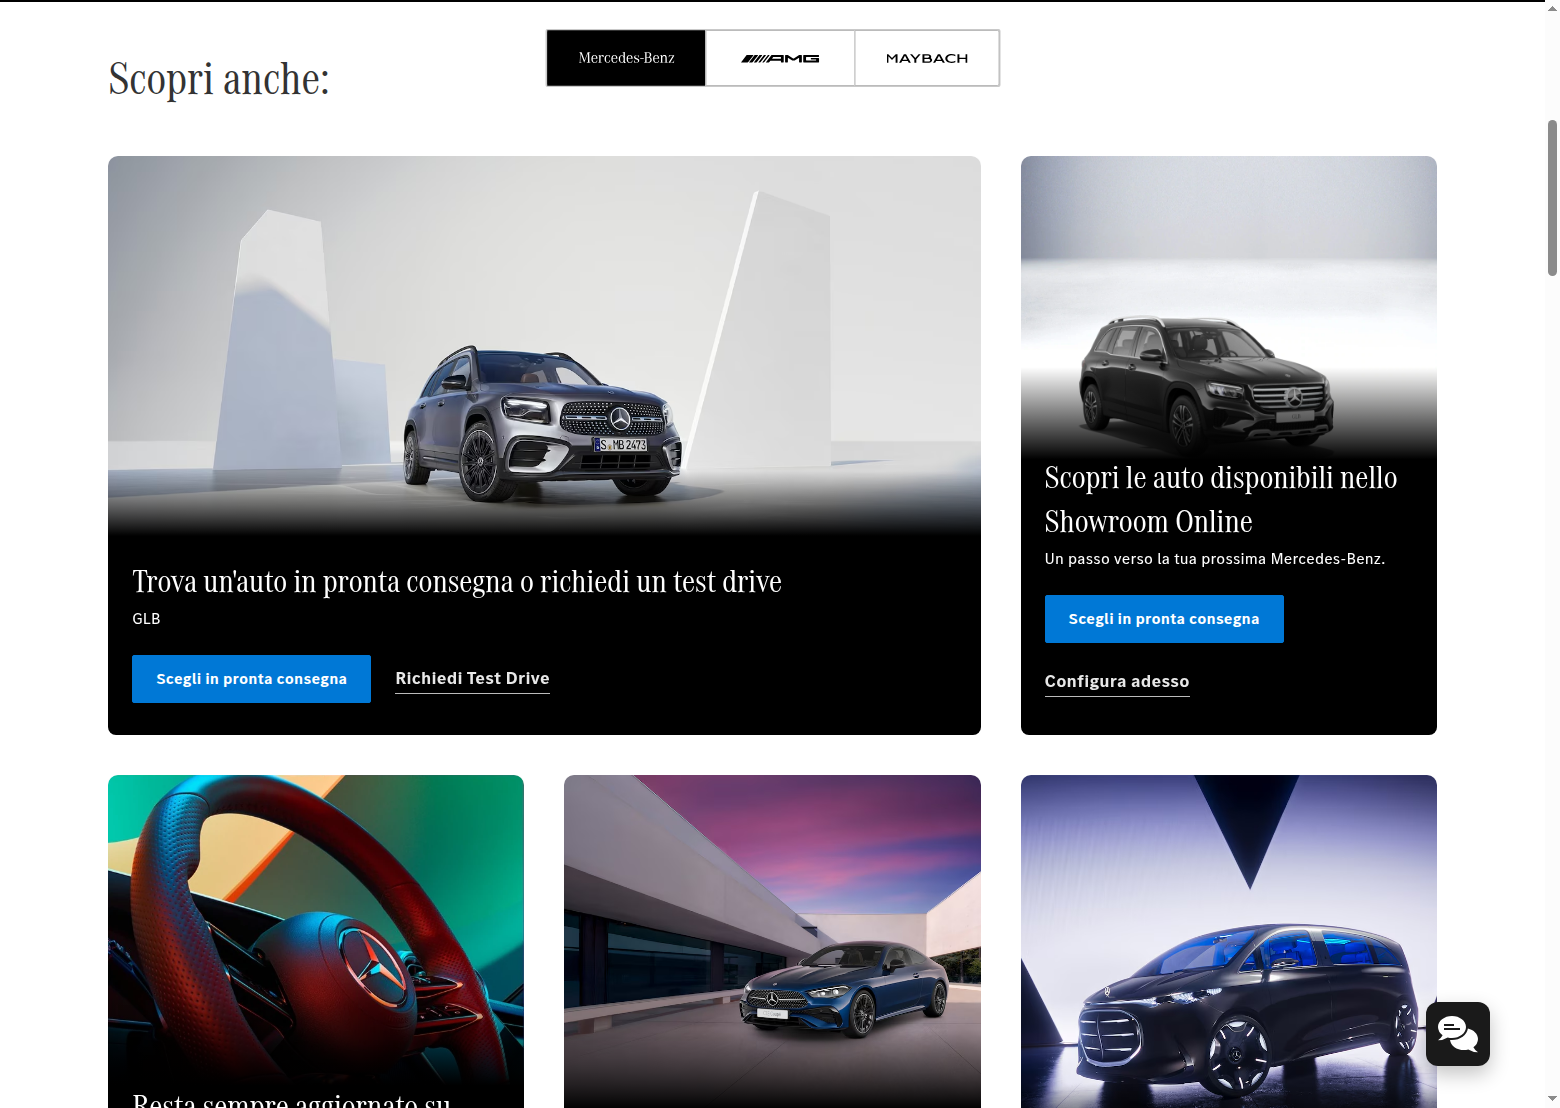 Mercedes-Benz
AMG
MAYBACH
Scopri anche:
S MB 2473
Trova un'auto in pronta consegna o richiedi un test drive
GLB
Scegli in pronta consegna
Richiedi Test Drive
Scopri le auto disponibili nello
Showroom Online
Un passo verso la tua prossima Mercedes-Benz.
Scegli in pronta consegna
Configura adesso
Resta sempre aggiornato su